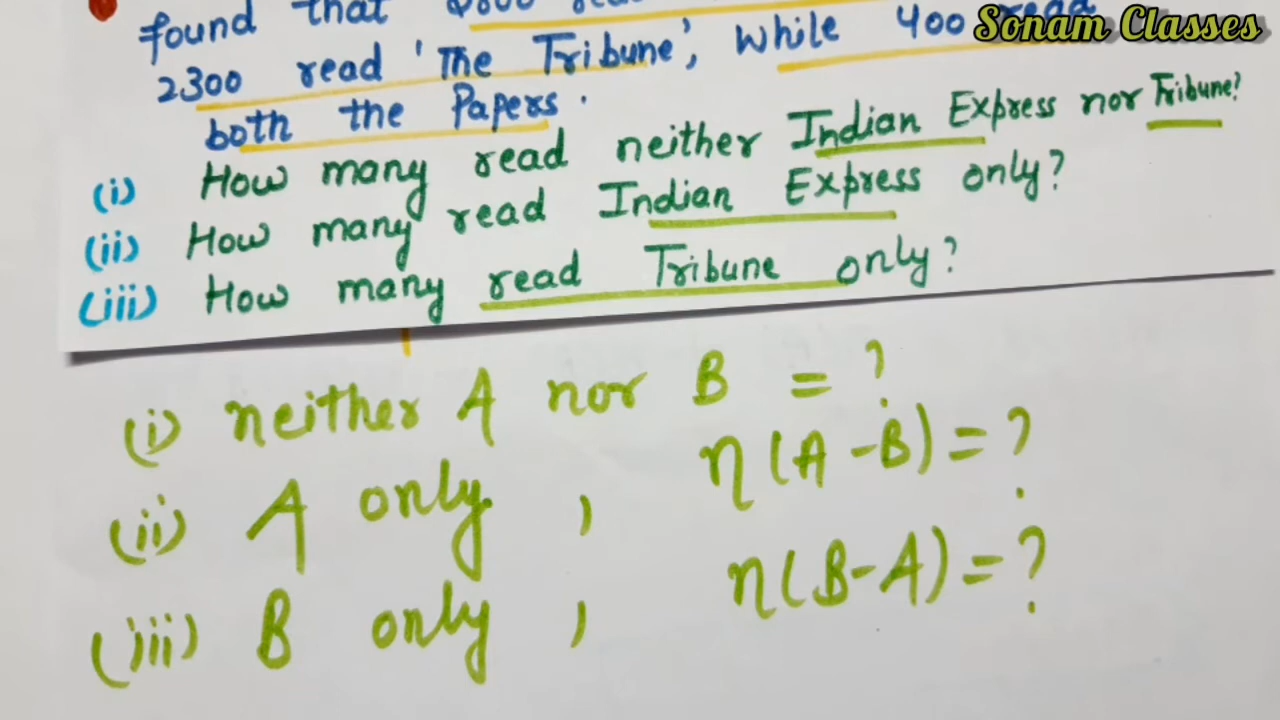 found that
Sonam Classes
2300 read 'The Tribune', while 400 read
both the Papers.
(i) How many read neither Indian Express nor Tribune?
(ii) How many read Indian Express only?
(iii) How many read Tribune only?
(i) neither A nor B = ?
(ii) A only , n(A-B) = ?
(iii) B only , n(B-A) = ?